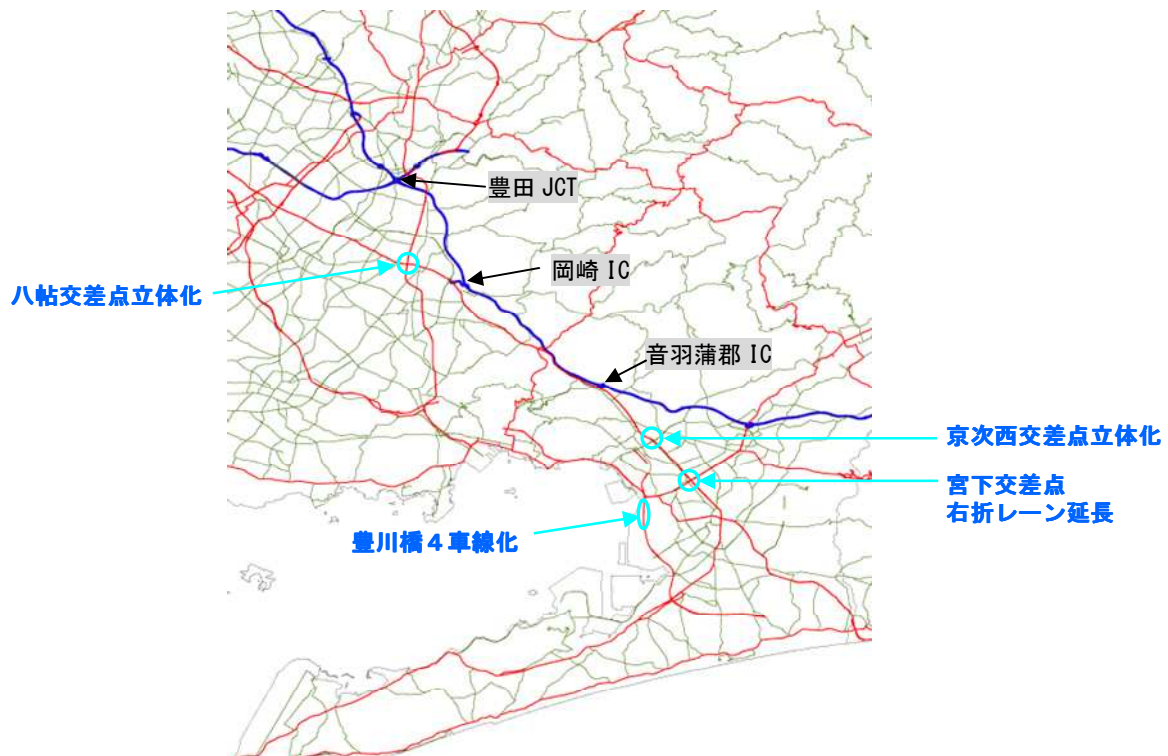 豊田 JCT
岡崎 IC
八帖交差点立体化
音羽蒲郡 IC
京次西交差点立体化
宮下交差点
右折レーン延長
豊川橋４車線化